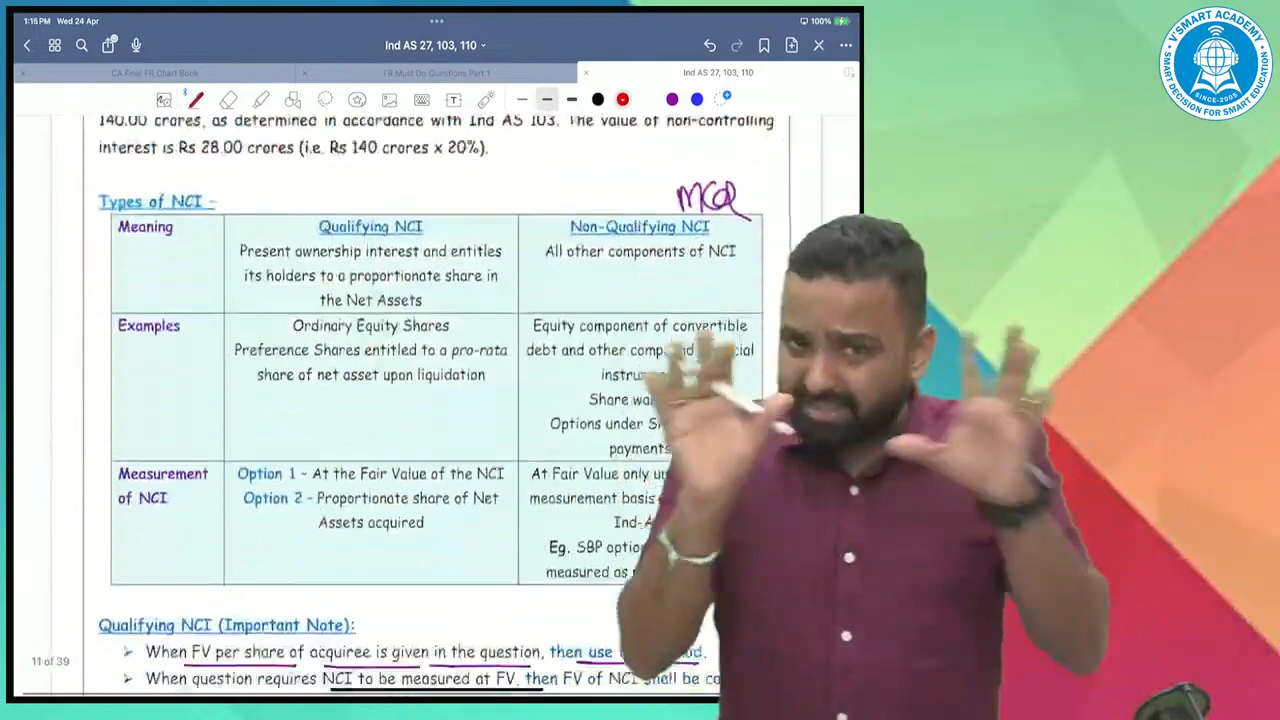 1:15 PM Wed 24 Apr
100%
Ind AS 27, 103, 110
CA Final FR Chart Book
FR Must Do Questions Part 1
Ind AS 27, 103, 110
140.00 crores, as determined in accordance with Ind AS 103. The value of non-controlling
interest is Rs 28.00 crores (i.e. Rs 140 crores x 20%).
Types of NCI -
MCQ
Meaning
Qualifying NCI
Present ownership interest and entitles
its holders to a proportionate share in
the Net Assets
Non-Qualifying NCI
All other components of NCI
Examples
Ordinary Equity Shares
Preference Shares entitled to a pro-rata
share of net asset upon liquidation
Equity component of convertible
debt and other
Share
Options under
payments
Measurement
of NCI
Option 1 - At the Fair Value of the NCI
Option 2 - Proportionate share of Net
Assets acquired
At Fair Value only
measurement basis
Eg. SBP
measured as
Qualifying NCI (Important Note):
➢ When FV per share of acquiree is given in the question, then use
➢ When question requires NCI to be measured at FV, then FV of NCI shall be
11 of 39
V'SMART ACADEMY
SMART DECISION FOR SMART EDUCATION
SINCE-2008